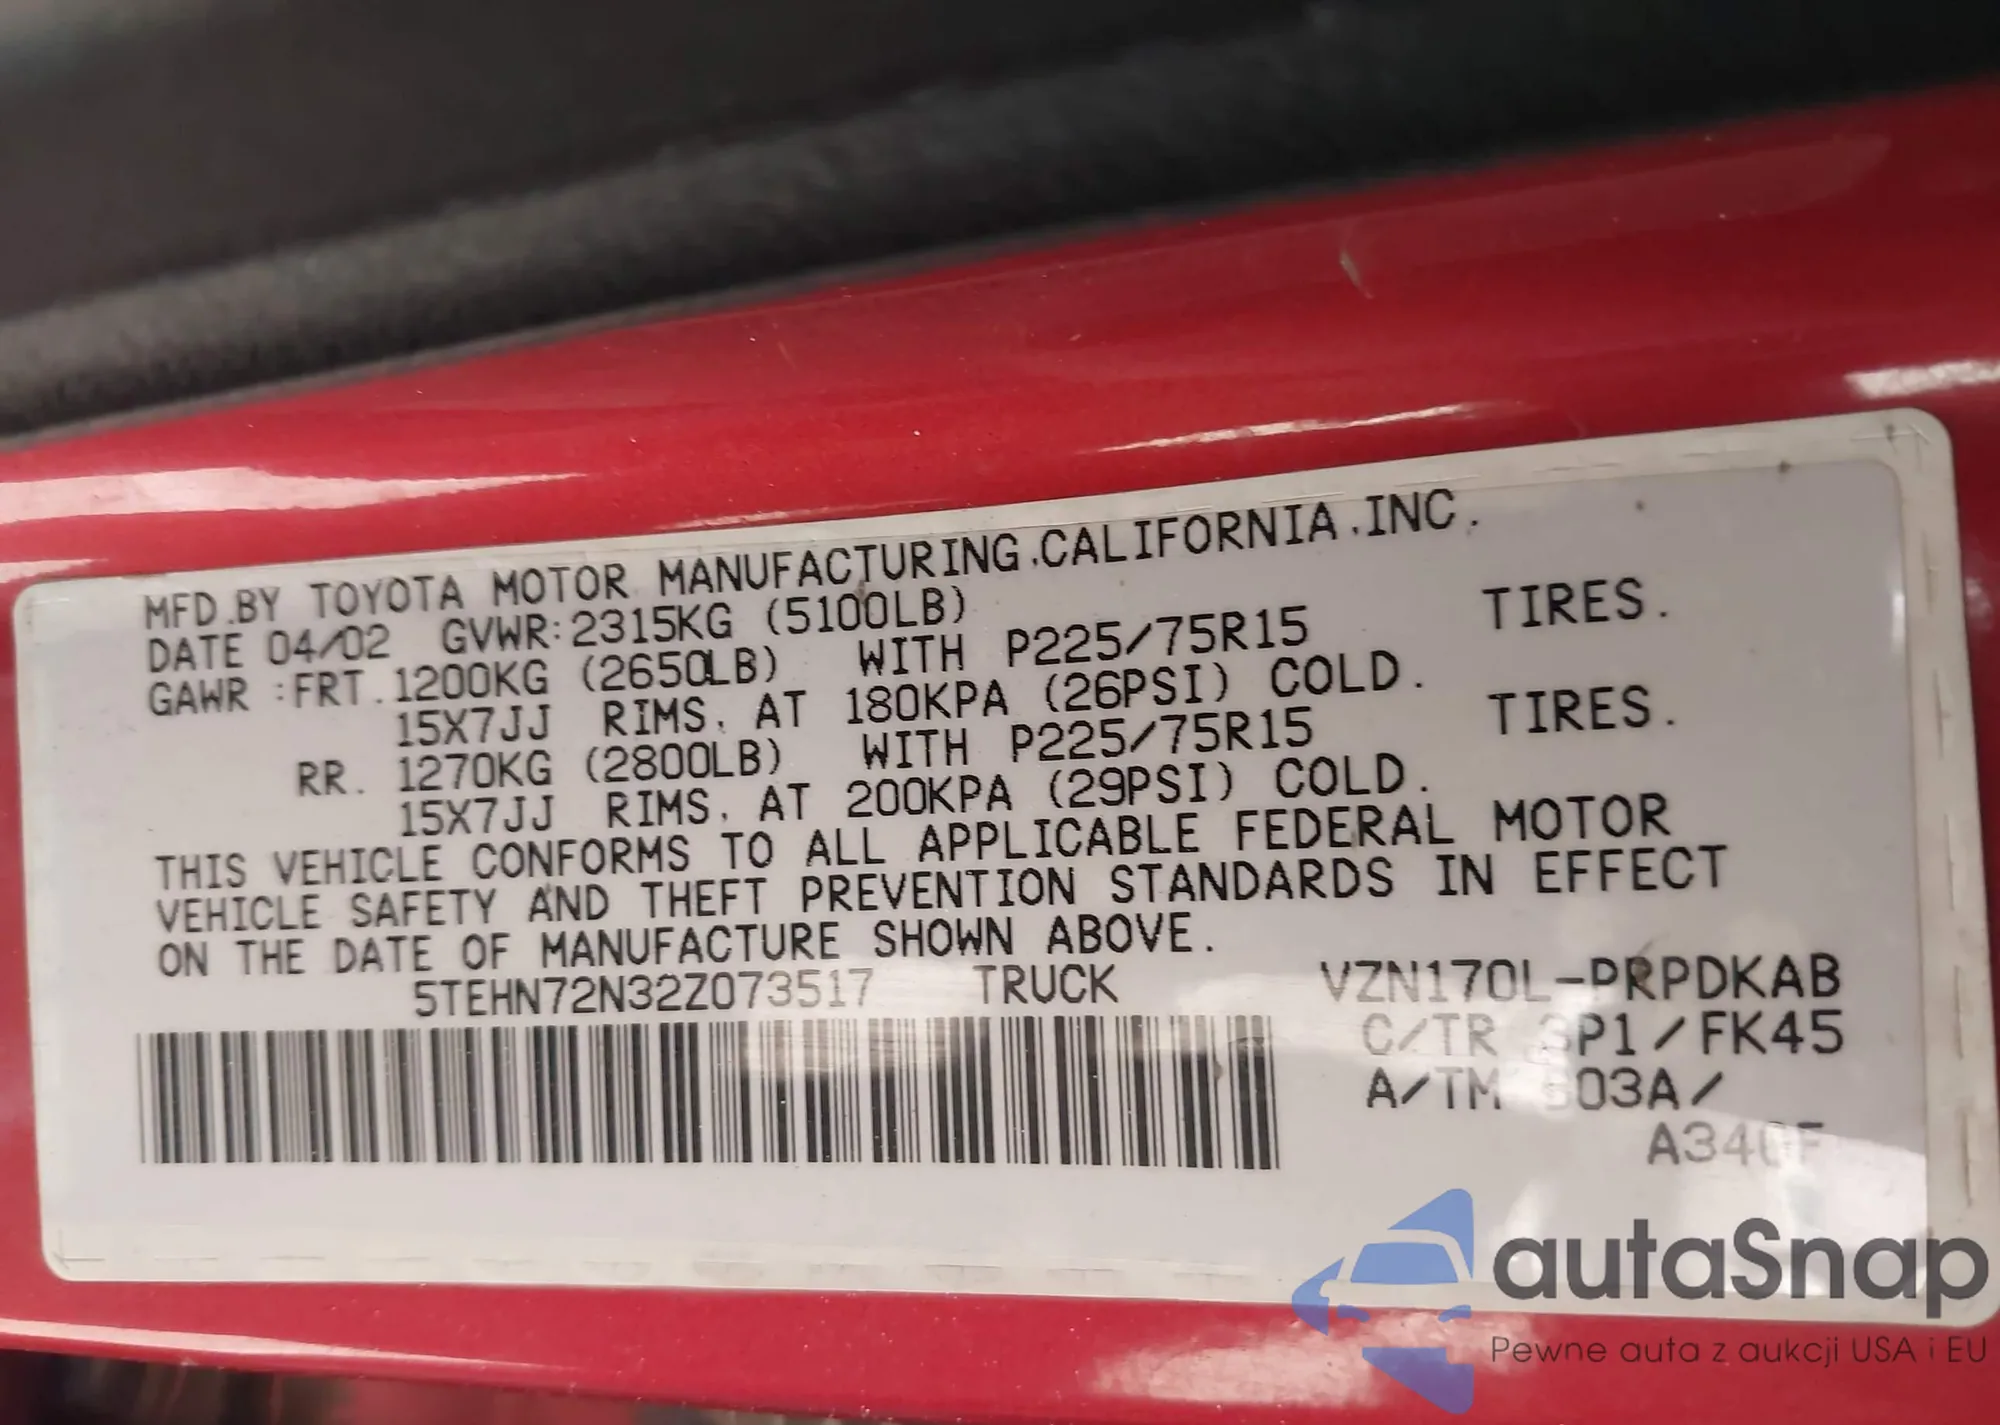 MFD.BY TOYOTA MOTOR MANUFACTURING.CALIFORNIA.INC.
DATE 04/02 GVWR:2315KG (5100LB)
GAWR :FRT.1200KG (2650LB) WITH P225/75R15 TIRES.
15X7JJ RIMS, AT 180KPA (26PSI) COLD.
RR. 1270KG (2800LB) WITH P225/75R15 TIRES.
15X7JJ RIMS, AT 200KPA (29PSI) COLD.
THIS VEHICLE CONFORMS TO ALL APPLICABLE FEDERAL MOTOR
VEHICLE SAFETY AND THEFT PREVENTION STANDARDS IN EFFECT
ON THE DATE OF MANUFACTURE SHOWN ABOVE.
5TEHN72N32Z073517 TRUCK VZN170L-PRPDKAB
C/TR 3P1/FK45
A/TM
autaSnap
Pewne auta z aukcji USA i EU